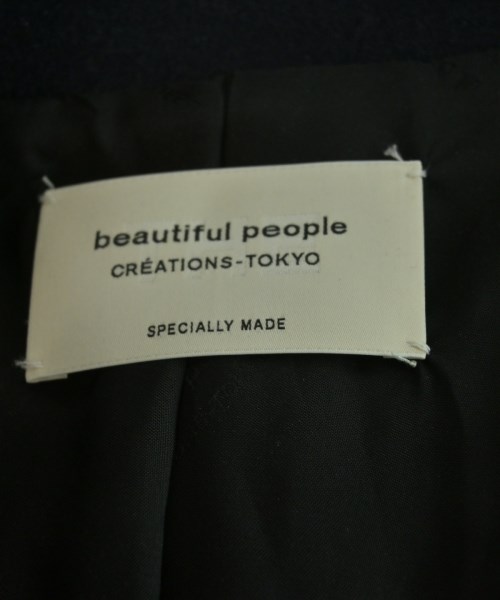 beautiful people
CRÉATIONS-TOKYO
SPECIALLY MADE